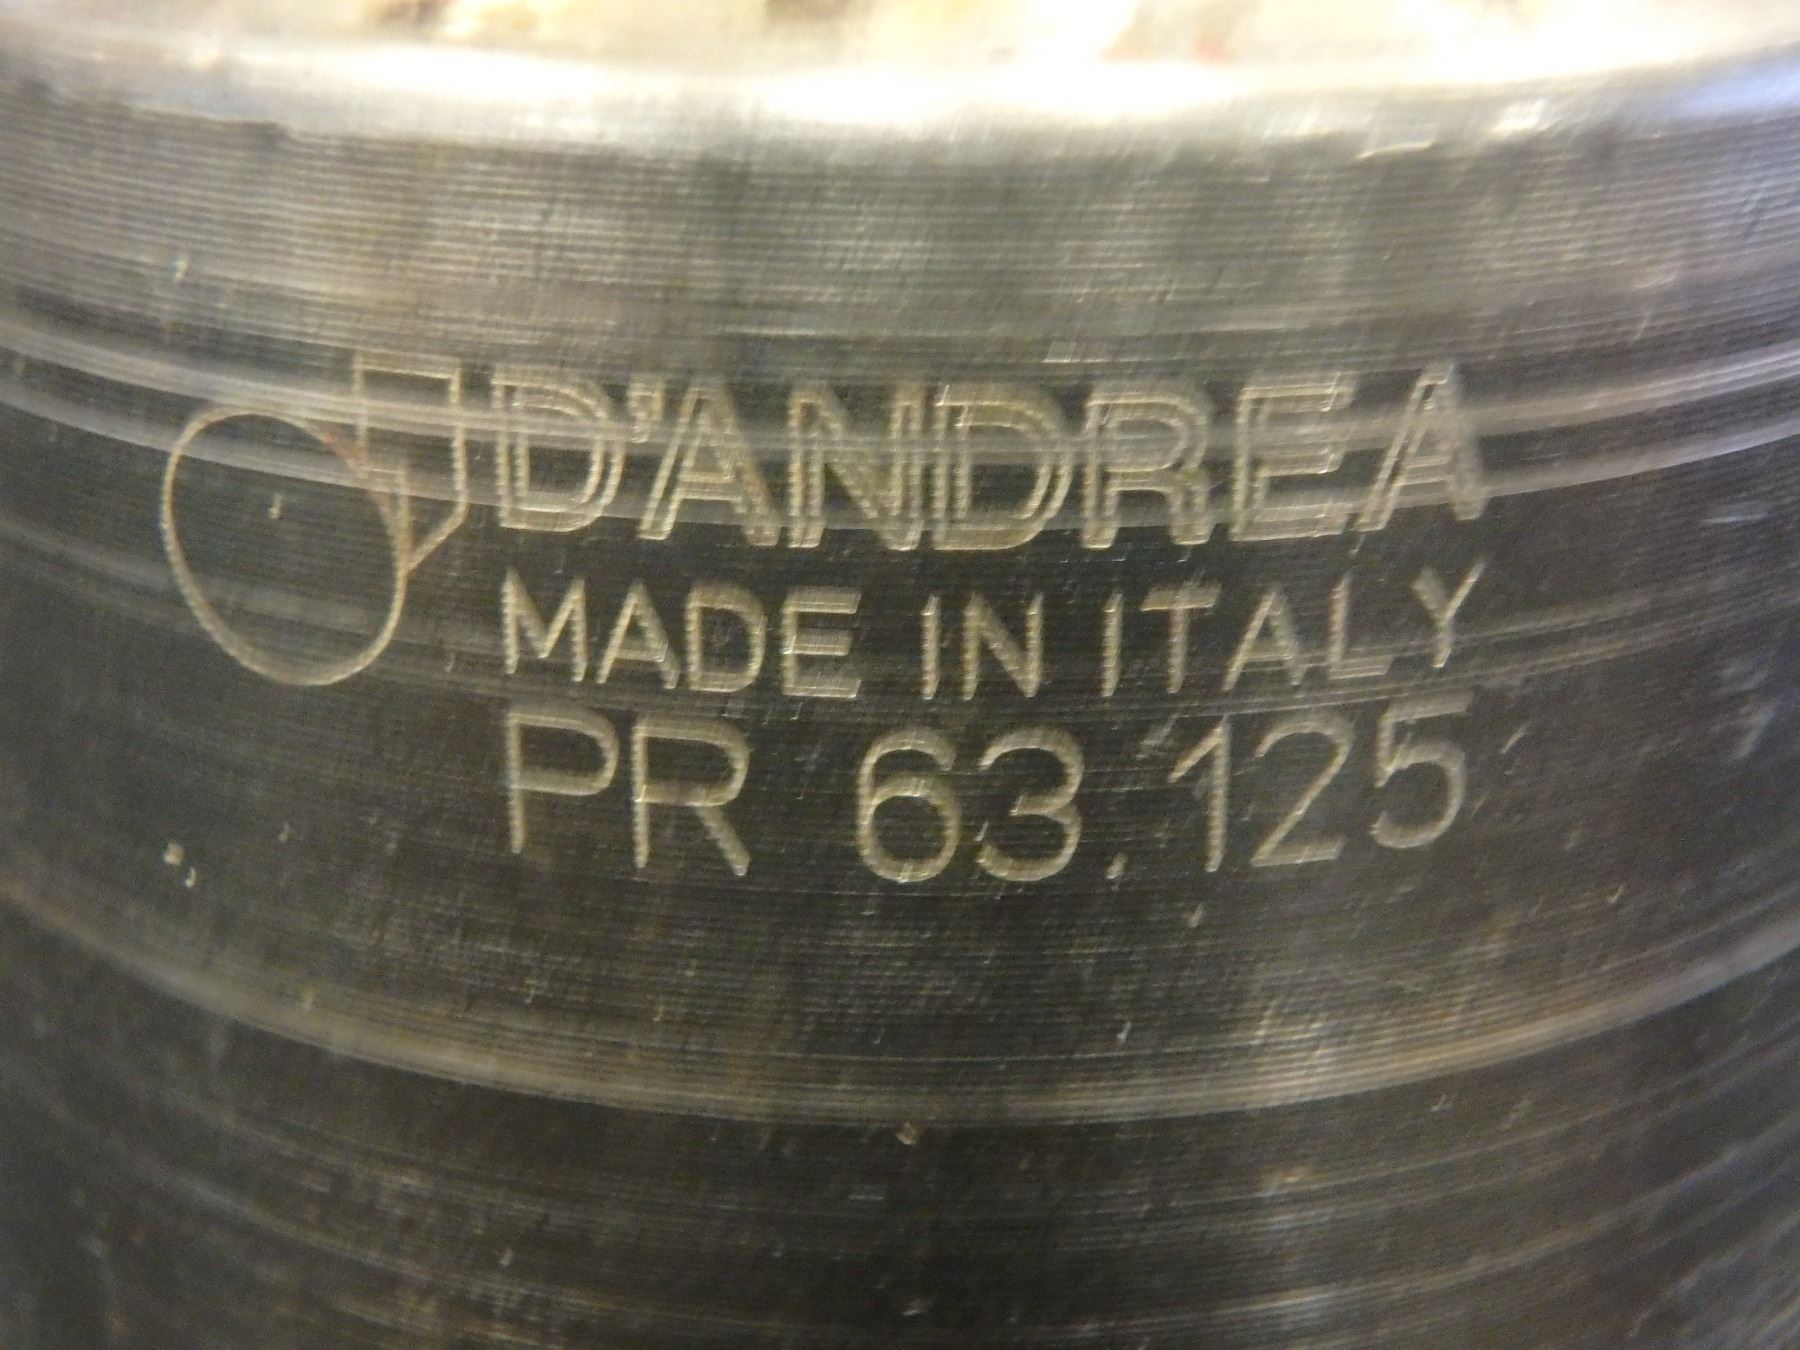 D'ANDREA
MADE IN ITALY
PR 63.125